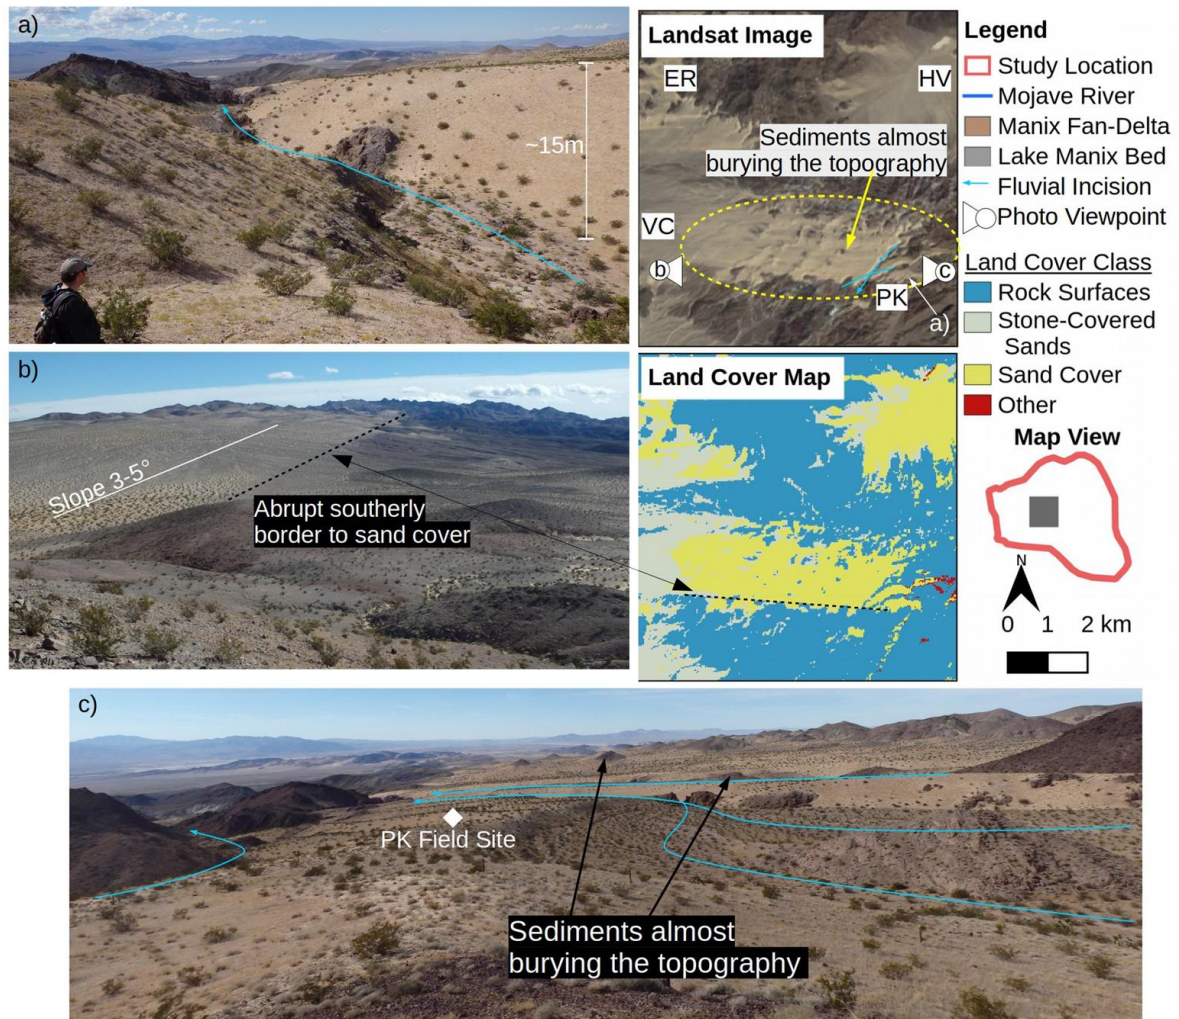 a)
~15m
Landsat Image
ER
HV
Sediments almost
burying the topography
VC
b
c
PK
a)
Legend
Study Location
Mojave River
Manix Fan-Delta
Lake Manix Bed
Fluvial Incision
Photo Viewpoint
Land Cover Class
Rock Surfaces
Stone-Covered
Sands
Sand Cover
Other
Map View
N
0 1 2 km
b)
Slope 3-5°
Abrupt southerly
border to sand cover
Land Cover Map
c)
PK Field Site
Sediments almost
burying the topography